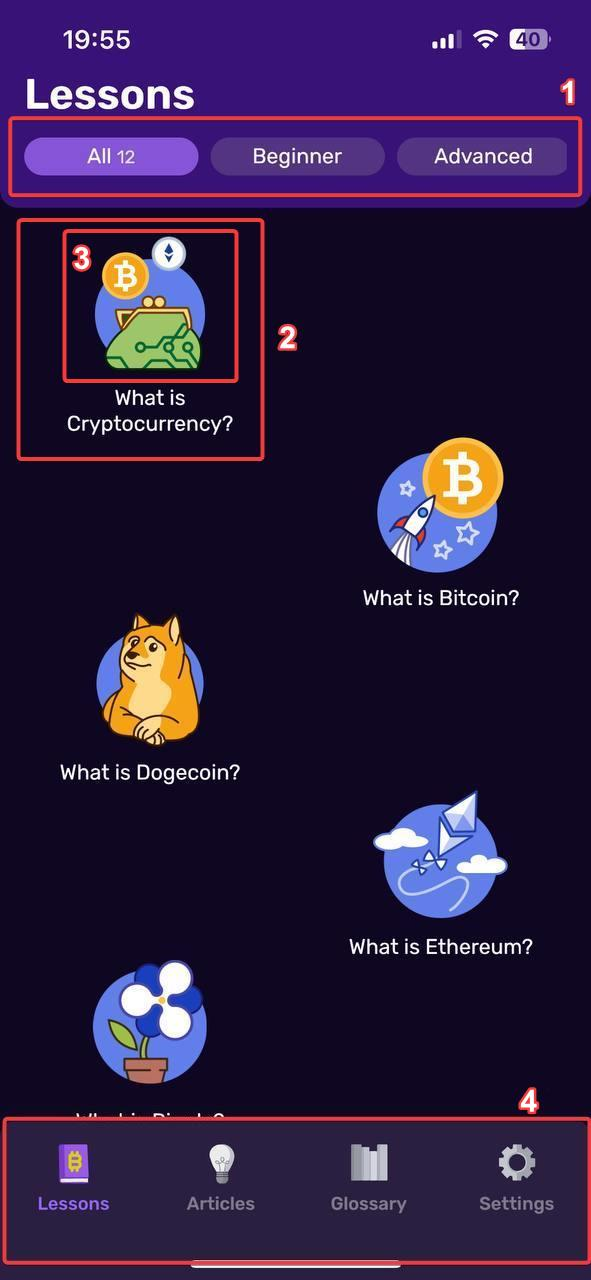 19:55
40
Lessons
1
All 12
Beginner
Advanced
3
2
What is
Cryptocurrency?
What is Bitcoin?
What is Dogecoin?
What is Ethereum?
4
Lessons
Articles
Glossary
Settings